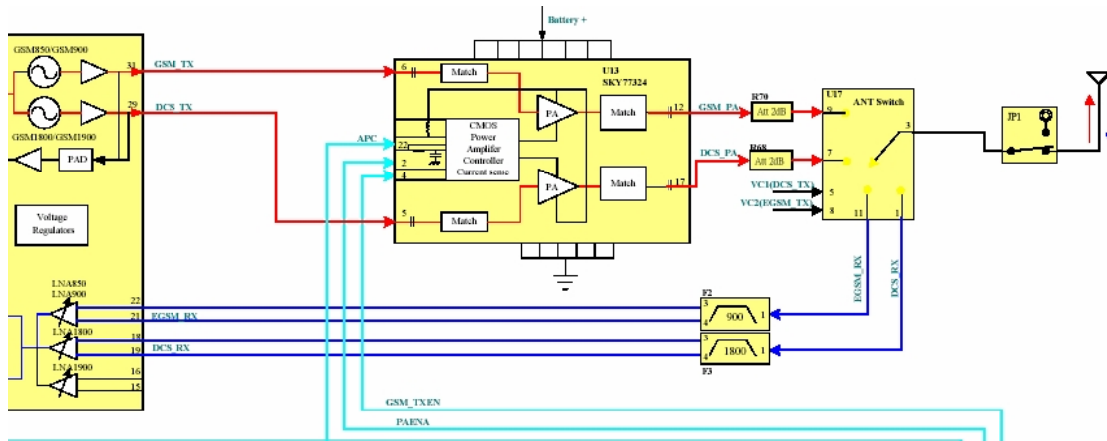 Battery +
GSM850/GSM900
31
GSM_TX
29
DCS_TX
GSM1800/GSM1900
PAD
Voltage
Regulators
6
Match
U13
SKY77324
PA
Match
12
GSM_PA
CMOS
Power
Amplifer
Controller
Current sense
APC
22
2
4
PA
Match
17
DCS_PA
5
Match
R70
Att 2dB
R68
Att 2dB
U17
ANT Switch
9
7
3
VC1(DCS_TX)
5
VC2(EGSM_TX)
8
11
1
JP1
EGSM_RX
DCS_RX
LNA850
LNA900
22
21
EGSM_RX
LNA1800
18
19
DCS_RX
LNA1900
16
15
F2
3
4
900
1
3
4
1800
1
F3
GSM_TXEN
PAENA